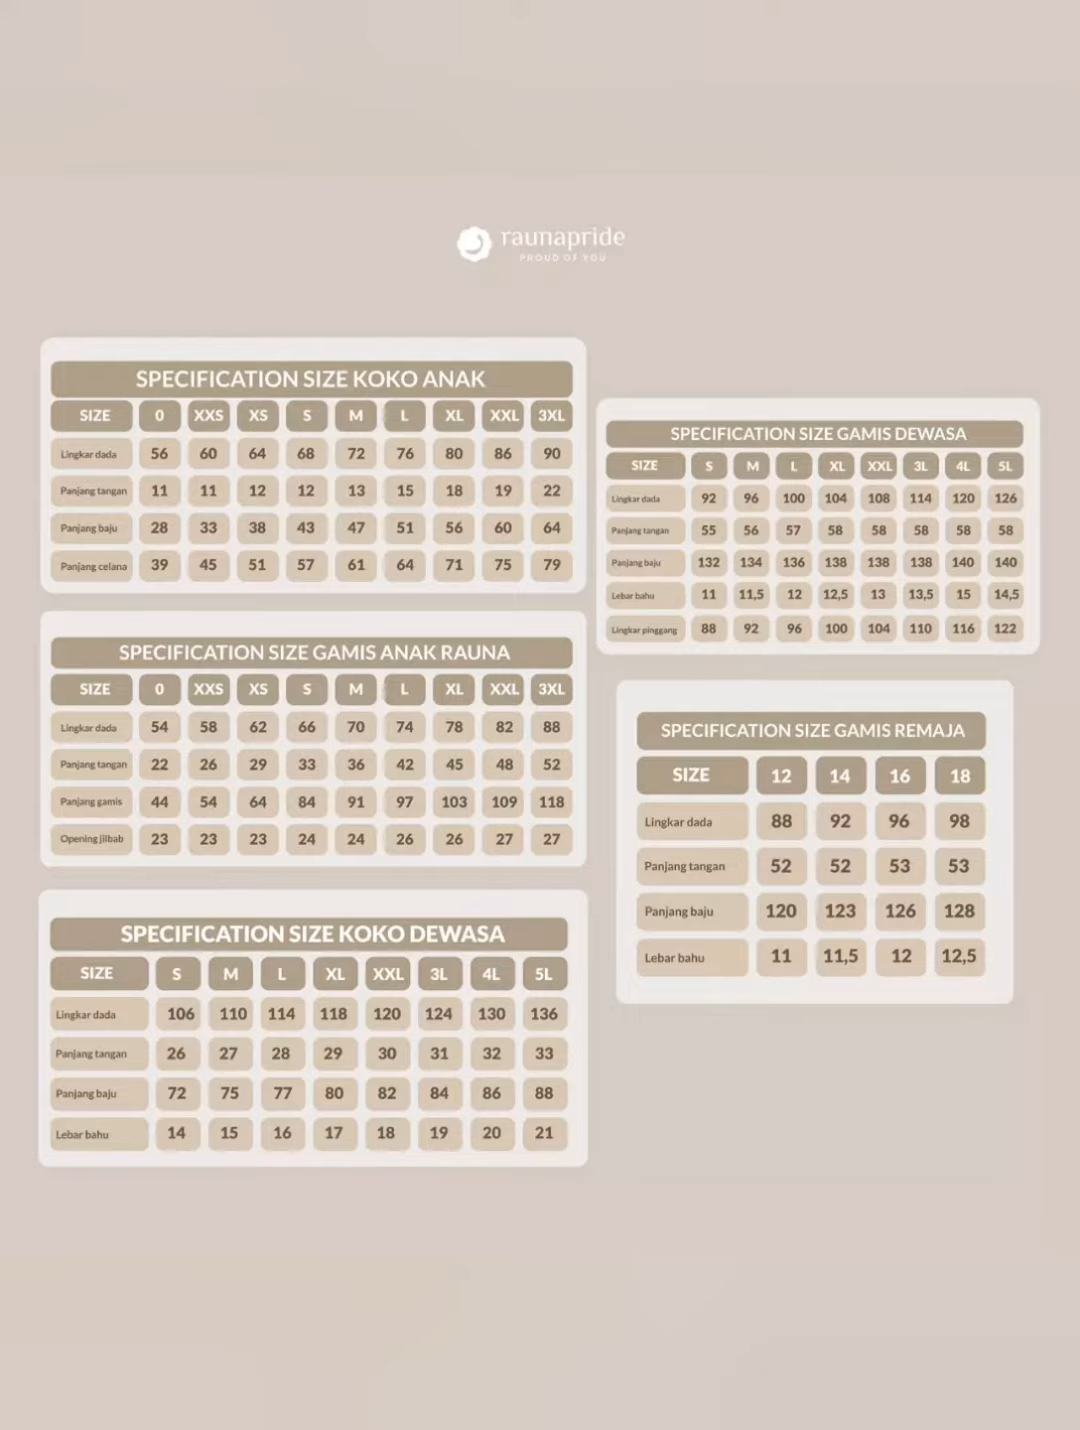 raunapride
PROUD OF YOU
SPECIFICATION SIZE KOKO ANAK
SIZE 0 XXS XS S M L XL XXL 3XL
Lingkar dada 56 60 64 68 72 76 80 86 90
Panjang tangan 11 11 12 12 13 15 18 19 22
Panjang baju 28 33 38 43 47 51 56 60 64
Panjang celana 39 45 51 57 61 64 71 75 79
SPECIFICATION SIZE GAMIS ANAK RAUNA
SIZE 0 XXS XS S M L XL XXL 3XL
Lingkar dada 54 58 62 66 70 74 78 82 88
Panjang tangan 22 26 29 33 36 42 45 48 52
Panjang gamis 44 54 64 84 91 97 103 109 118
Opening jilbab 23 23 23 24 24 26 26 27 27
SPECIFICATION SIZE KOKO DEWASA
SIZE S M L XL XXL 3L 4L 5L
Lingkar dada 106 110 114 118 120 124 130 136
Panjang tangan 26 27 28 29 30 31 32 33
Panjang baju 72 75 77 80 82 84 86 88
Lebar bahu 14 15 16 17 18 19 20 21
SPECIFICATION SIZE GAMIS DEWASA
SIZE S M L XL XXL 3L 4L 5L
Lingkar dada 92 96 100 104 108 114 120 126
Panjang tangan 55 56 57 58 58 58 58 58
Panjang baju 132 134 136 138 138 138 140 140
Lebar bahu 11 11,5 12 12,5 13 13,5 15 14,5
Lingkar pinggang 88 92 96 100 104 110 116 122
SPECIFICATION SIZE GAMIS REMAJA
SIZE 12 14 16 18
Lingkar dada 88 92 96 98
Panjang tangan 52 52 53 53
Panjang baju 120 123 126 128
Lebar bahu 11 11,5 12 12,5